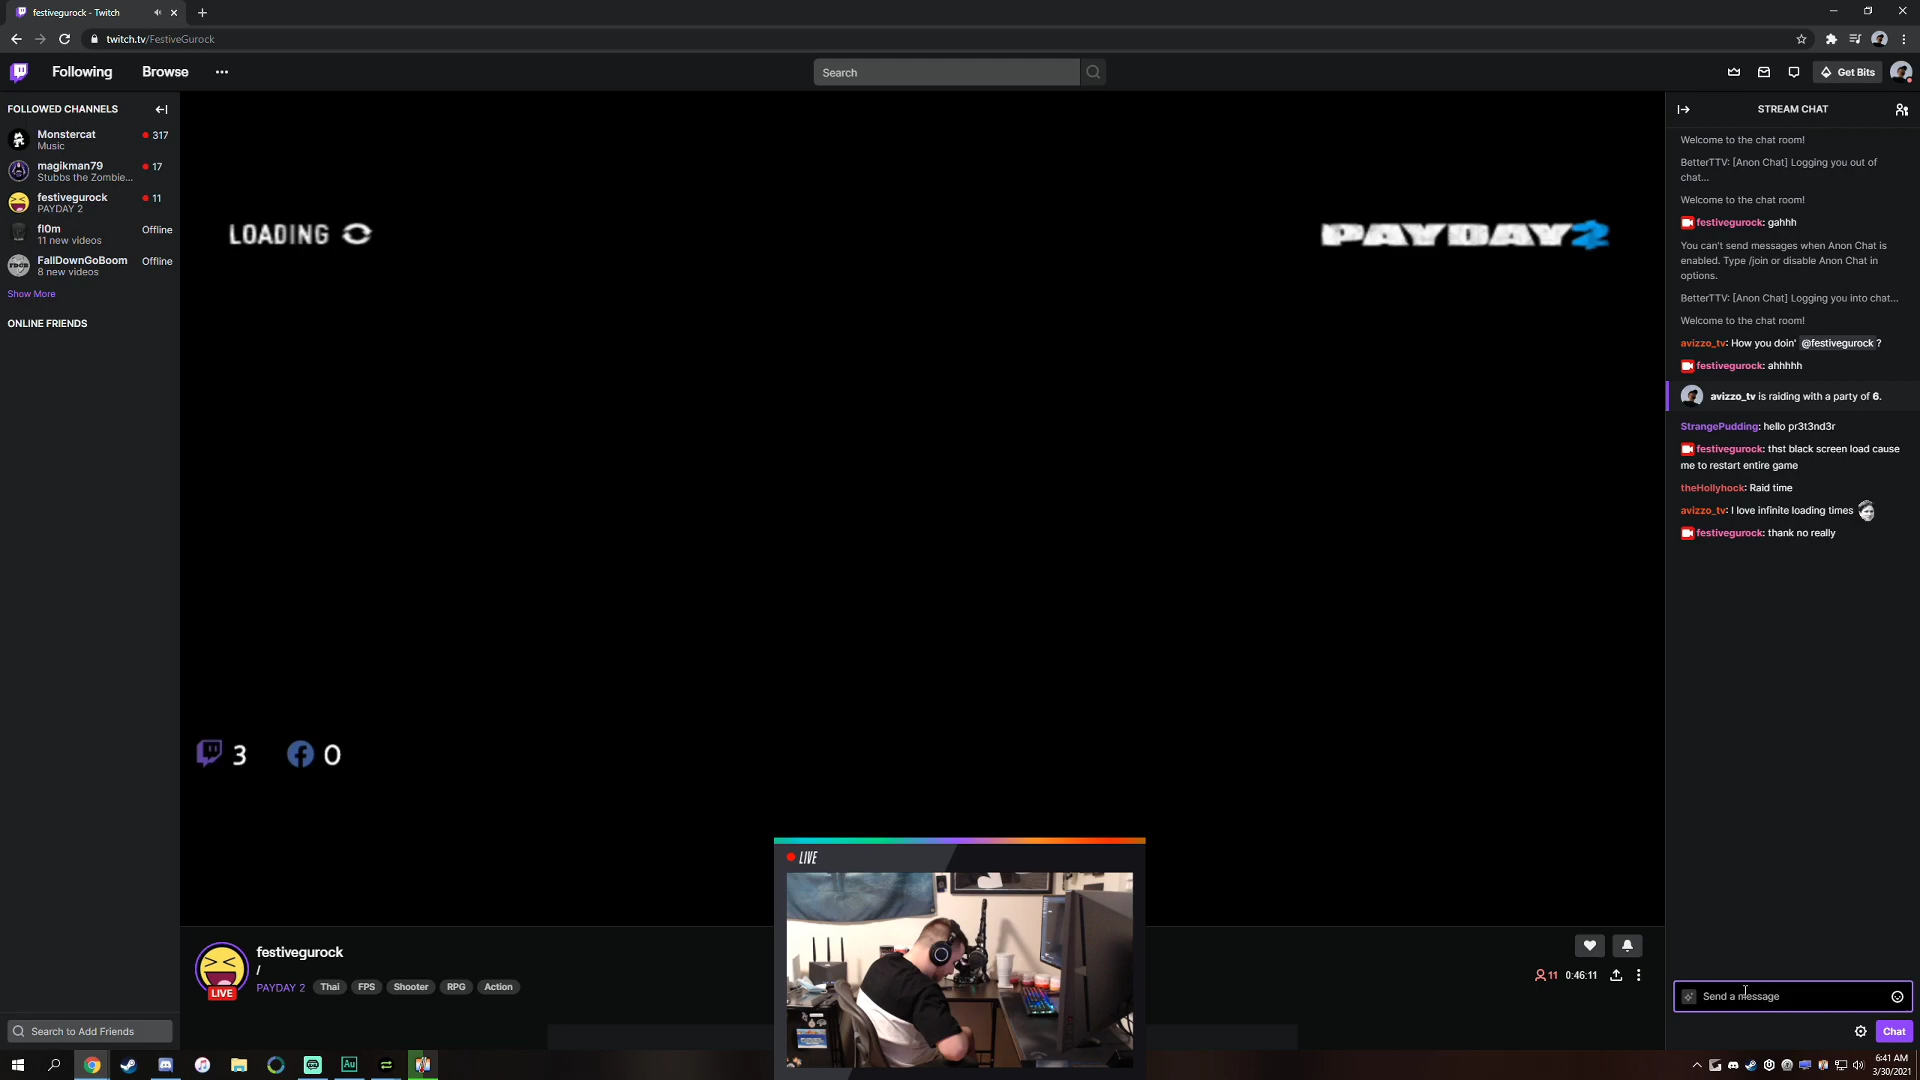 festivegurock - Twitch
twitch.tv/FestiveGurock
Following
Browse
Search
Get Bits
FOLLOWED CHANNELS
Monstercat
317
Music
magikman79
17
Stubbs the Zombie...
festivegurock
11
PAYDAY 2
fl0m
Offline
11 new videos
FallDownGoBoom
Offline
8 new videos
Show More
ONLINE FRIENDS
Search to Add Friends
LOADING
PAYDAY2
3
0
LIVE
festivegurock
/
LIVE
PAYDAY 2
Thai
FPS
Shooter
RPG
Action
11
0:46:11
STREAM CHAT
Welcome to the chat room!
BetterTTV: [Anon Chat] Logging you out of
chat...
Welcome to the chat room!
festivegurock: gahhh
You can't send messages when Anon Chat is
enabled. Type /join or disable Anon Chat in
options.
BetterTTV: [Anon Chat] Logging you into chat...
Welcome to the chat room!
avizzo_tv: How you doin' @festivegurock ?
festivegurock: ahhhhh
avizzo_tv is raiding with a party of 6.
StrangePudding: hello pr3t3nd3r
festivegurock: thst black screen load cause
me to restart entire game
theHollyhock: Raid time
avizzo_tv: I love infinite loading times
festivegurock: thank no really
Send a message
Chat
Au
6:41 AM
3/30/2021